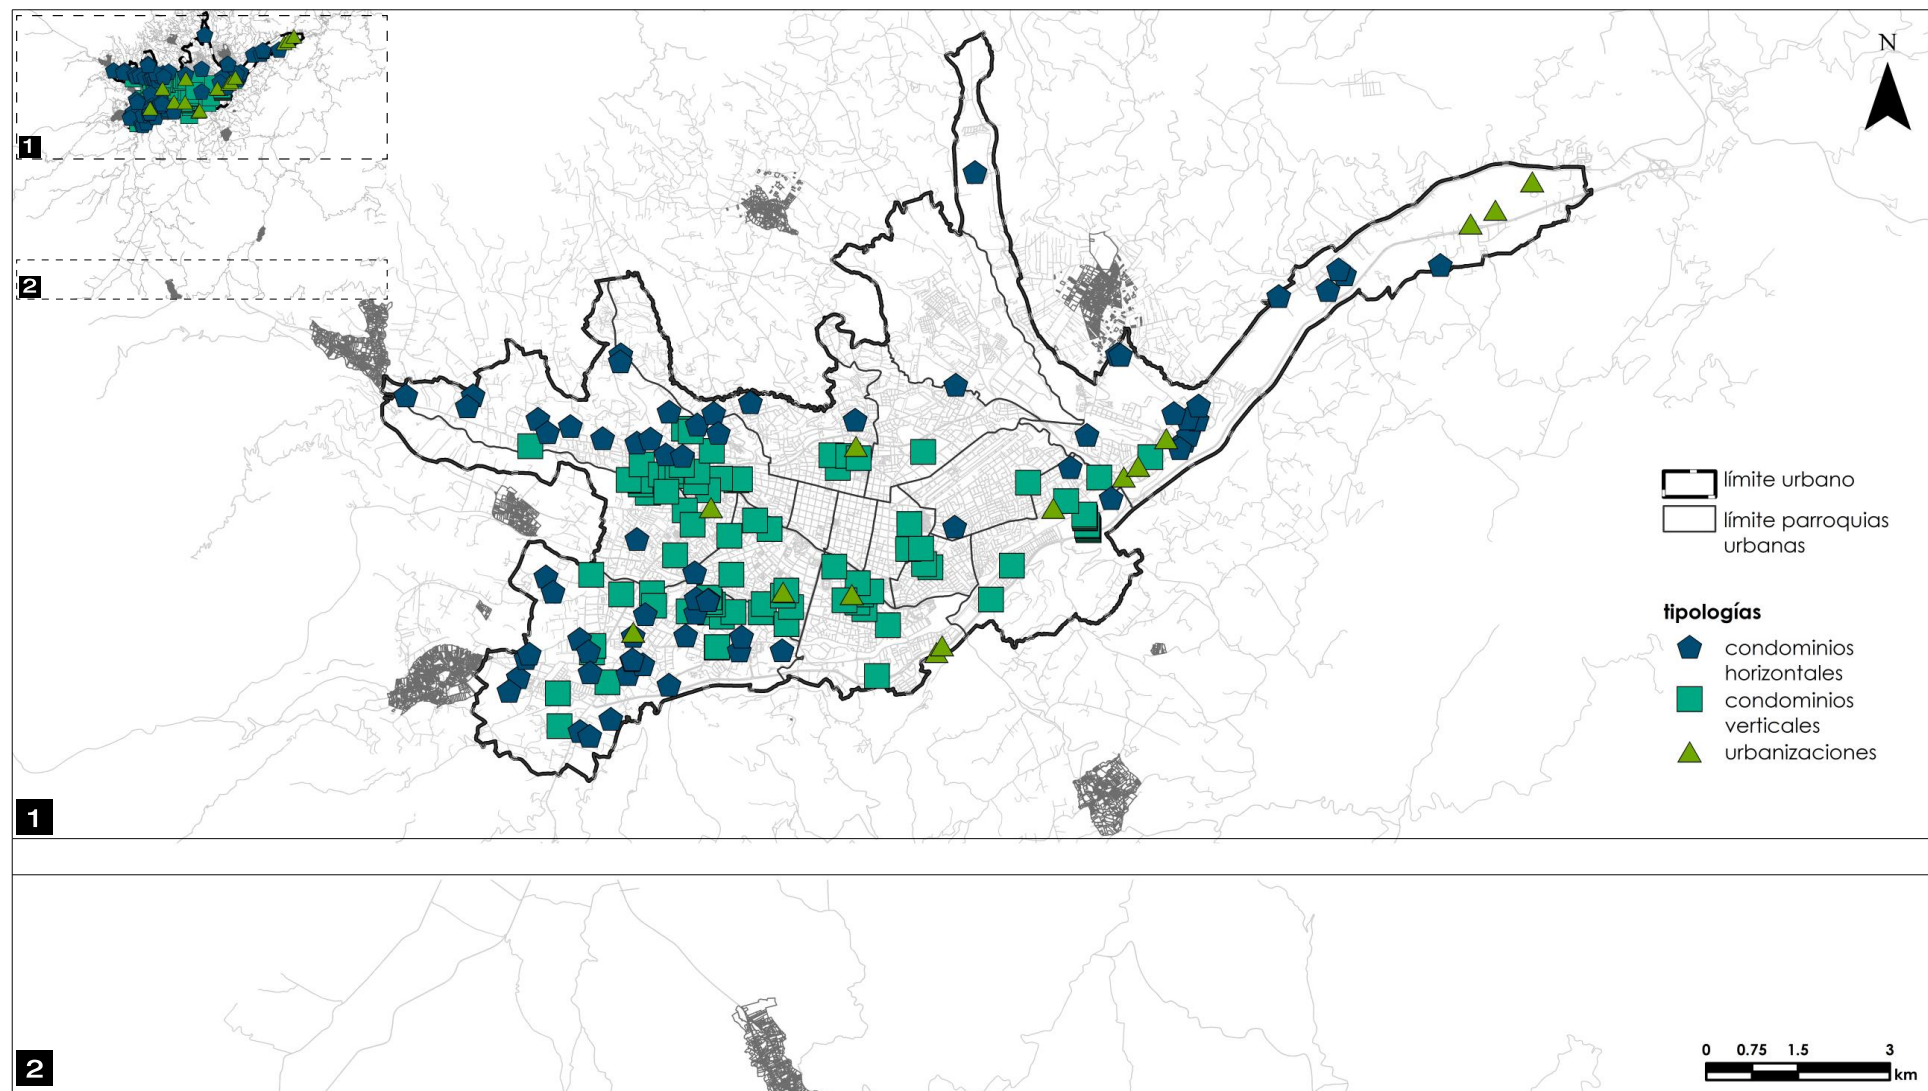 1
2
N
límite urbano
límite parroquias
urbanas
tipologías
condominios
horizontales
condominios
verticales
urbanizaciones
1
2
0 0.75 1.5 3
km